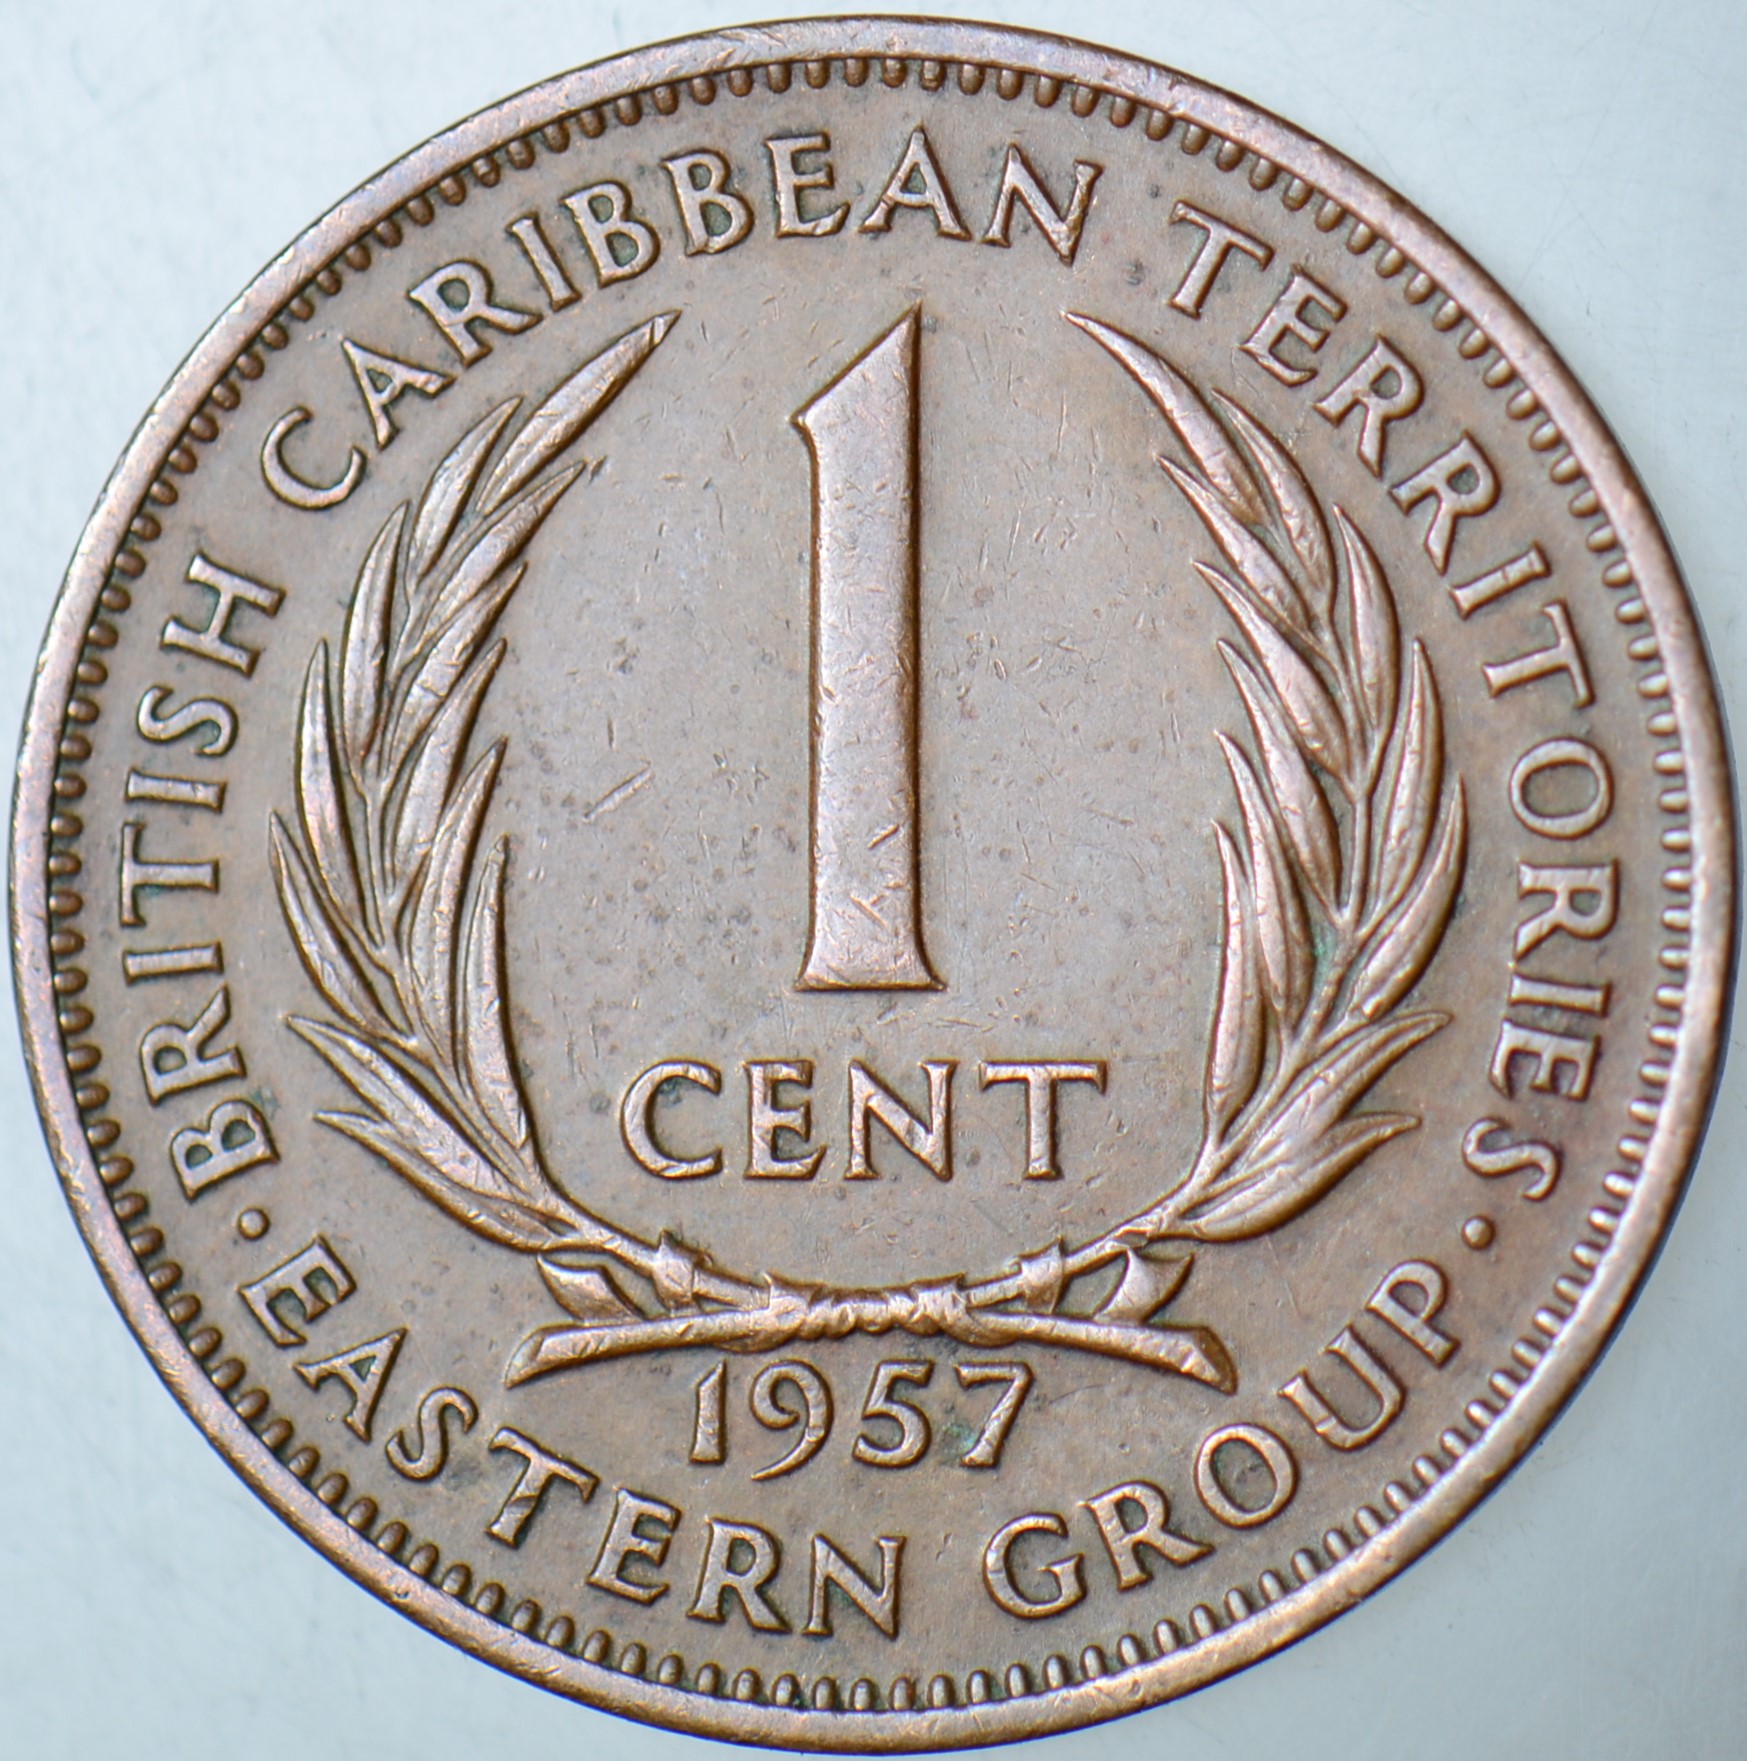 BRITISH CARIBBEAN TERRITORIES
· EASTERN GROUP ·
1
CENT
1957